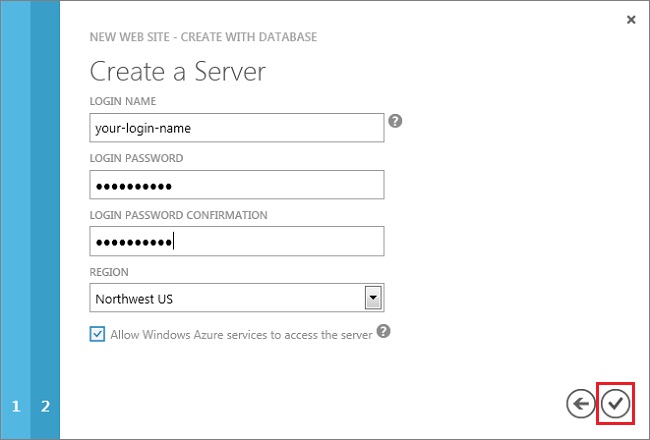 NEW WEB SITE - CREATE WITH DATABASE
Create a Server
LOGIN NAME
your-login-name
LOGIN PASSWORD
●●●●●●●●●●
LOGIN PASSWORD CONFIRMATION
●●●●●●●●●●
REGION
Northwest US
Allow Windows Azure services to access the server
1 2